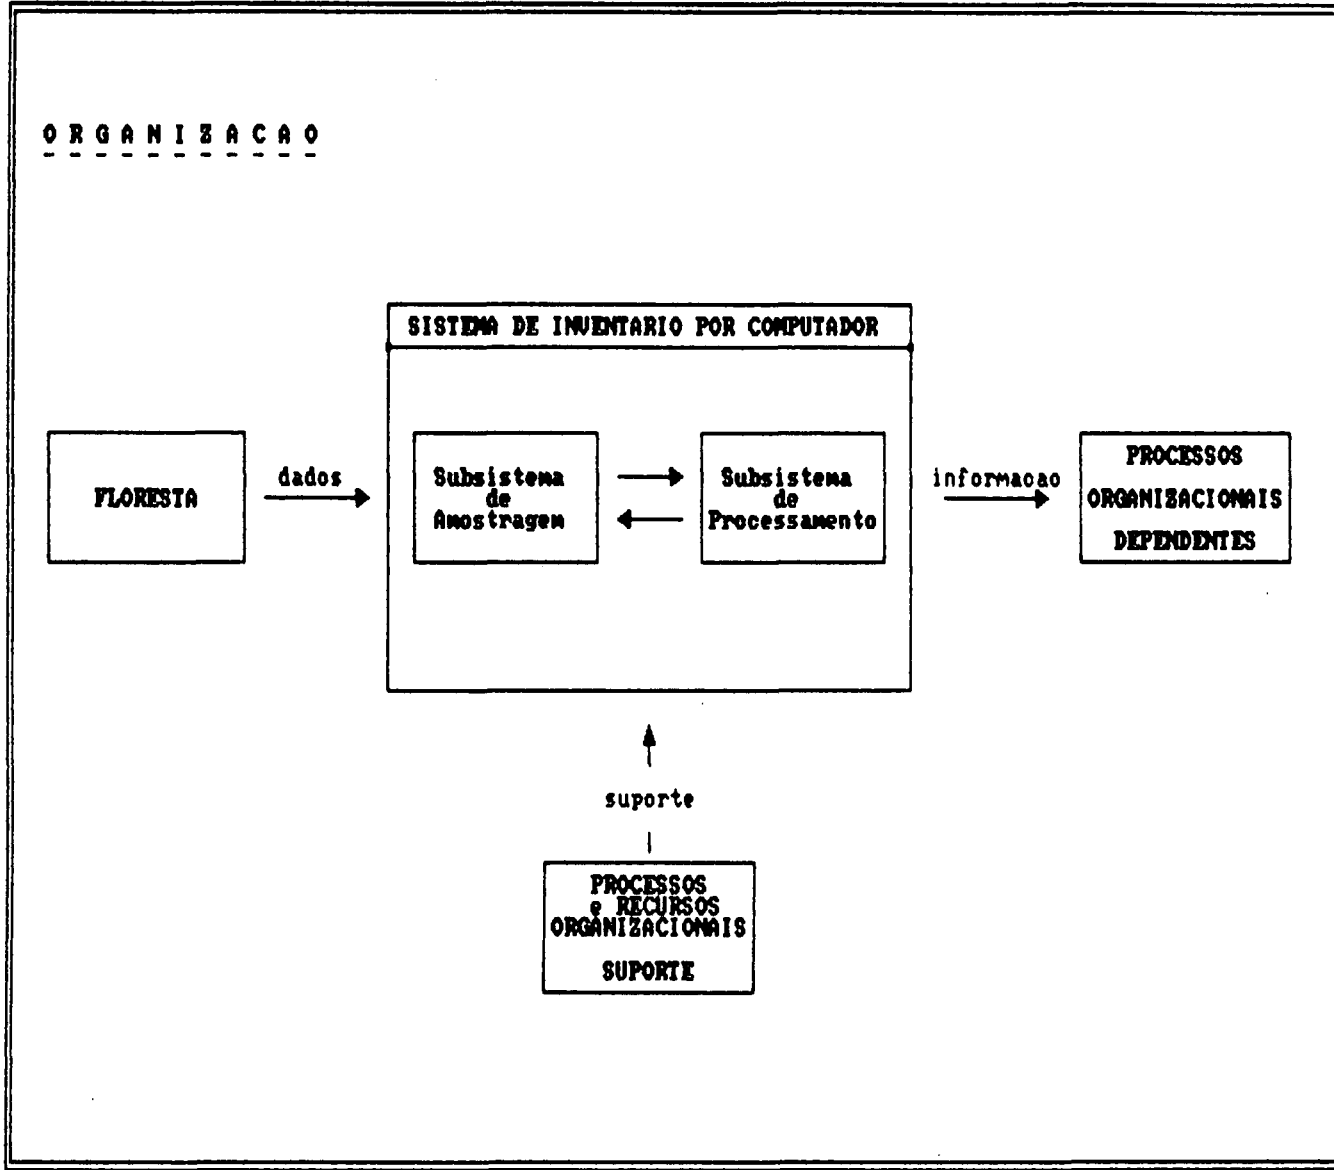 O R G A N I Z A C A O
SISTEMA DE INVENTARIO POR COMPUTADOR
FLORESTA
dados
Subsistema
de
Amostragem
Subsistema
de
Processamento
informacao
PROCESSOS
ORGANIZACIONAIS
DEPENDENTES
suporte
PROCESSOS
e RECURSOS
ORGANIZACIONAIS
SUPORTE